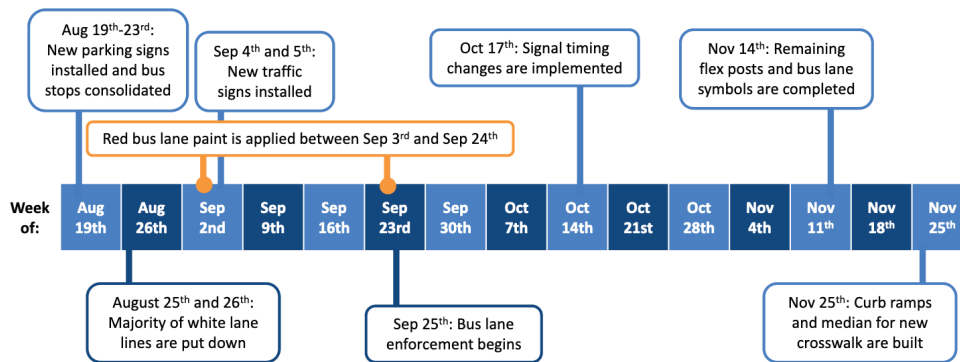 Aug 19th-23rd:
New parking signs
installed and bus
stops consolidated
Sep 4th and 5th:
New traffic
signs installed
Oct 17th: Signal timing
changes are implemented
Nov 14th: Remaining
flex posts and bus lane
symbols are completed
Red bus lane paint is applied between Sep 3rd and Sep 24th
Week
of:
Aug
19th
Aug
26th
Sep
2nd
Sep
9th
Sep
16th
Sep
23rd
Sep
30th
Oct
7th
Oct
14th
Oct
21st
Oct
28th
Nov
4th
Nov
11th
Nov
18th
Nov
25th
August 25th and 26th:
Majority of white lane
lines are put down
Sep 25th: Bus lane
enforcement begins
Nov 25th: Curb ramps
and median for new
crosswalk are built